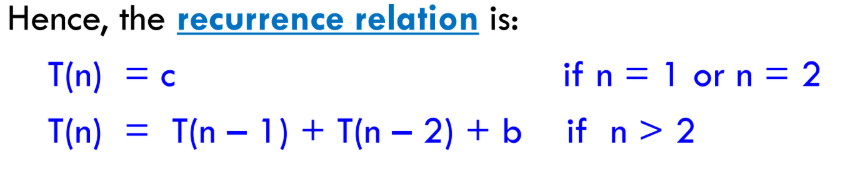 Hence, the recurrence relation is:
T(n) = c if n = 1 or n = 2
T(n) = T(n – 1) + T(n – 2) + b if n > 2